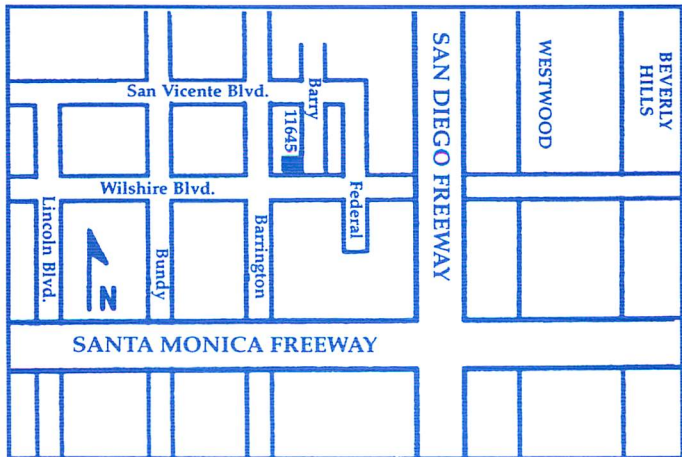 San Vicente Blvd.
Barry
11645
Wilshire Blvd.
Federal
SAN DIEGO FREEWAY
WESTWOOD
BEVERLY
HILLS
Lincoln Blvd.
N
Bundy
Barrington
SANTA MONICA FREEWAY